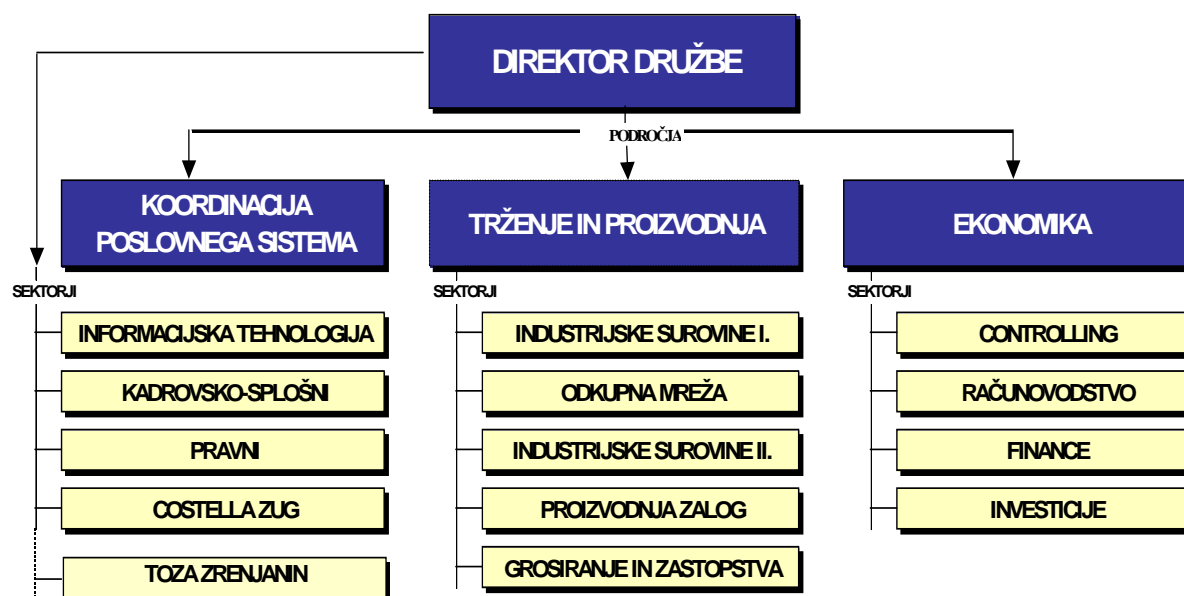 DIREKTOR DRUŽBE
PODROČJA
KOORDINACIJA
POSLOVNEGA SISTEMA
TRŽENJE IN PROIZVODNJA
EKONOMIKA
SEKTORJI
SEKTORJI
SEKTORJI
INFORMACIJSKA TEHNOLOGIJA
KADROVSKO-SPLOŠNI
PRAVNI
COSTELLA ZUG
TOZA ZRENJANIN
INDUSTRIJSKE SUROVINE I.
ODKUPNA MREŽA
INDUSTRIJSKE SUROVINE II.
PROIZVODNJA ZALOG
GROSIRANJE IN ZASTOPSTVA
CONTROLLING
RAČUNOVODSTVO
FINANCE
INVESTICIJE